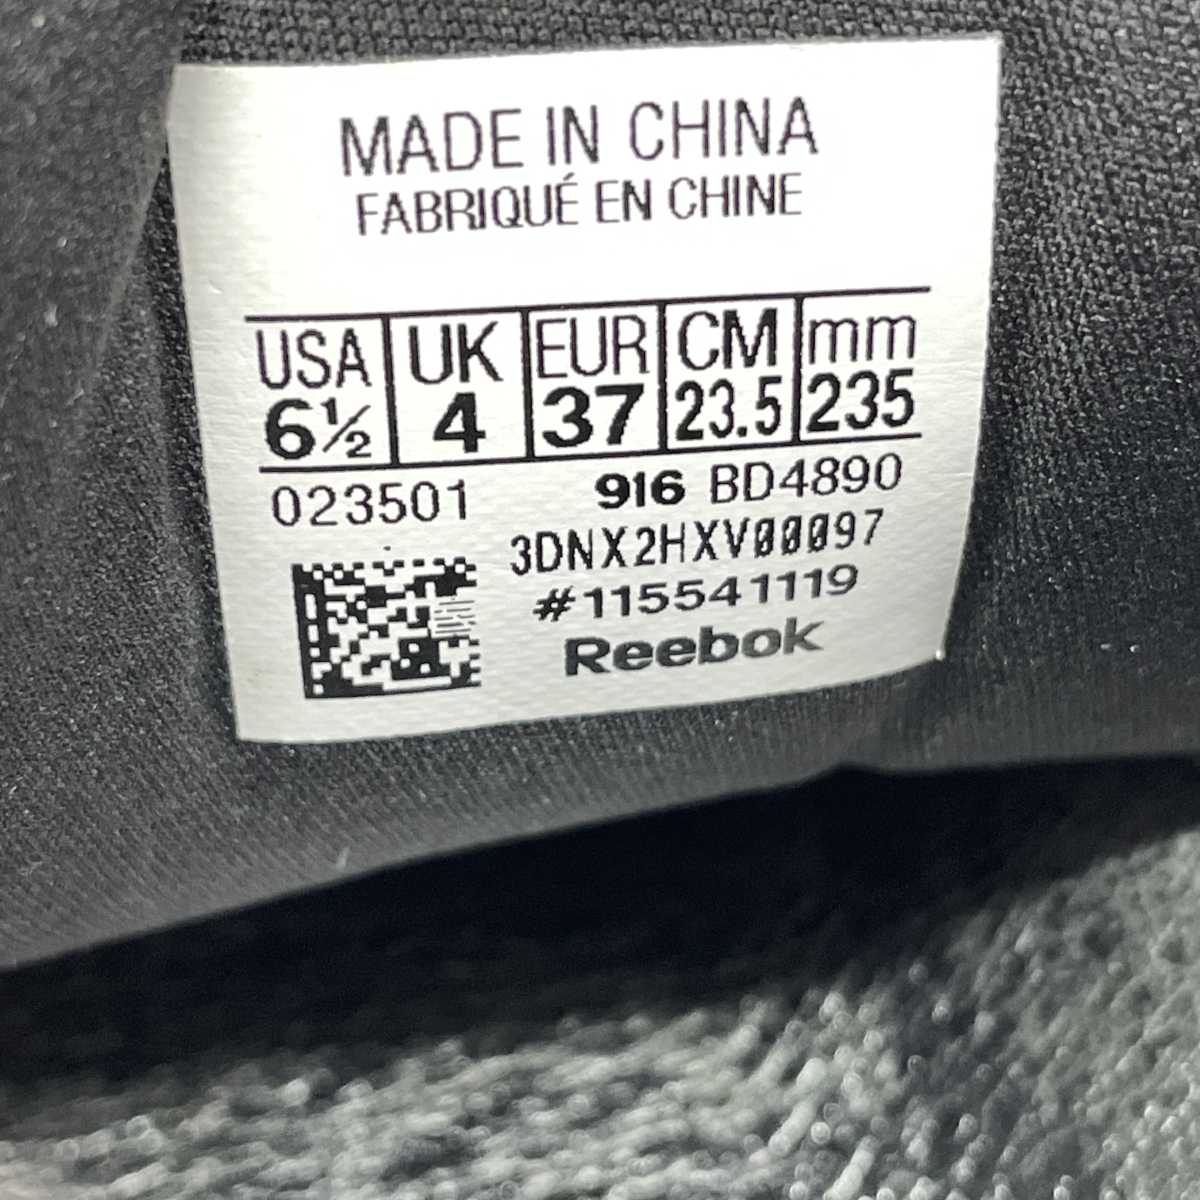 MADE IN CHINA
FABRIQUÉ EN CHINE
USA UK EUR CM mm
6½ 4 37 23.5 235
023501 916 BD4890
3DNX2HXV00097
#115541119
Reebok